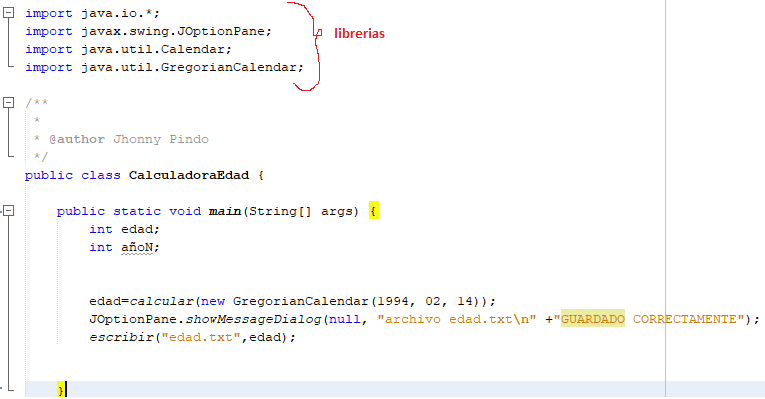 import java.io.*;
import javax.swing.JOptionPane;
librerias
import java.util.Calendar;
import java.util.GregorianCalendar;
/**
*
* @author Jhonny Pindo
*/
public class CalculadoraEdad {
public static void main(String[] args) {
int edad;
int añoN;
edad=calcular(new GregorianCalendar(1994, 02, 14));
JOptionPane.showMessageDialog(null, "archivo edad.txt\n" +"GUARDADO CORRECTAMENTE");
escribir("edad.txt",edad);
}